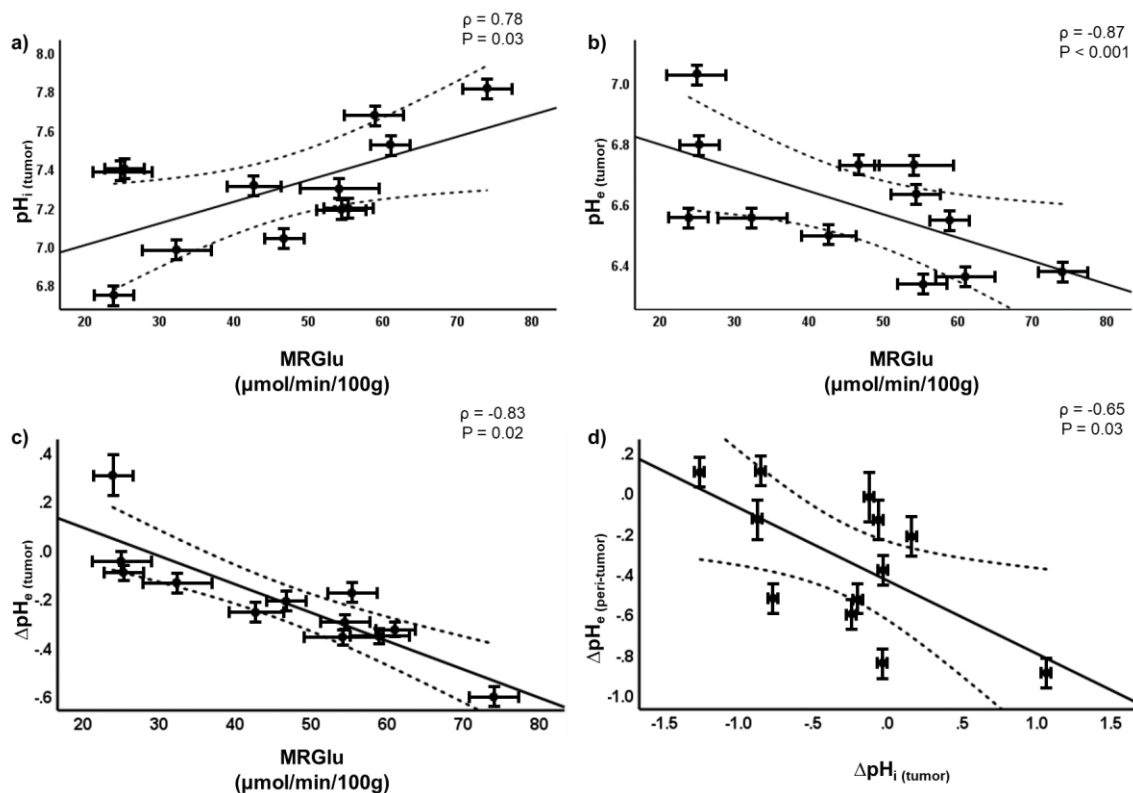 a)
ρ = 0.78
P = 0.03
8.0
7.8
7.6
7.4
7.2
7.0
6.8
pHi (tumor)
20 30 40 50 60 70 80
MRGlu
(µmol/min/100g)
b)
ρ = -0.87
P < 0.001
7.0
6.8
6.6
6.4
pHe (tumor)
20 30 40 50 60 70 80
MRGlu
(µmol/min/100g)
c)
ρ = -0.83
P = 0.02
.4
.2
.0
-.2
-.4
-.6
ΔpHe (tumor)
20 30 40 50 60 70 80
MRGlu
(µmol/min/100g)
d)
ρ = -0.65
P = 0.03
.2
.0
-.2
-.4
-.6
-.8
-1.0
ΔpHe (peri-tumor)
-1.5 -1.0 -.5 .0 .5 1.0 1.5
ΔpHi (tumor)